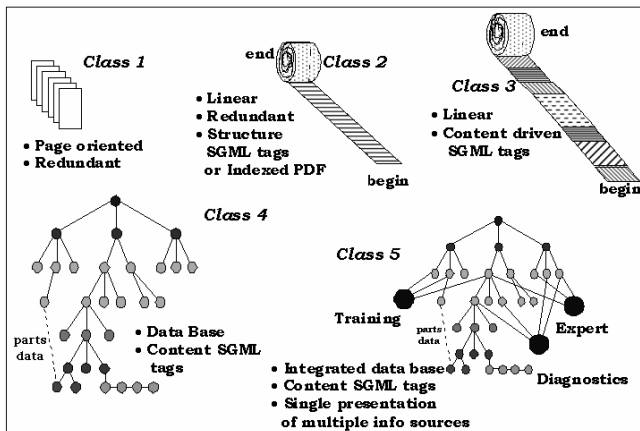 Class 1
• Page oriented
• Redundant
end
Class 2
• Linear
• Redundant
• Structure
SGML tags
or Indexed PDF
begin
end
Class 3
• Linear
• Content driven
SGML tags
begin
Class 4
parts
data
• Data Base
• Content SGML
tags
Class 5
Training
Expert
parts
data
Diagnostics
• Integrated data base
• Content SGML tags
• Single presentation
of multiple info sources